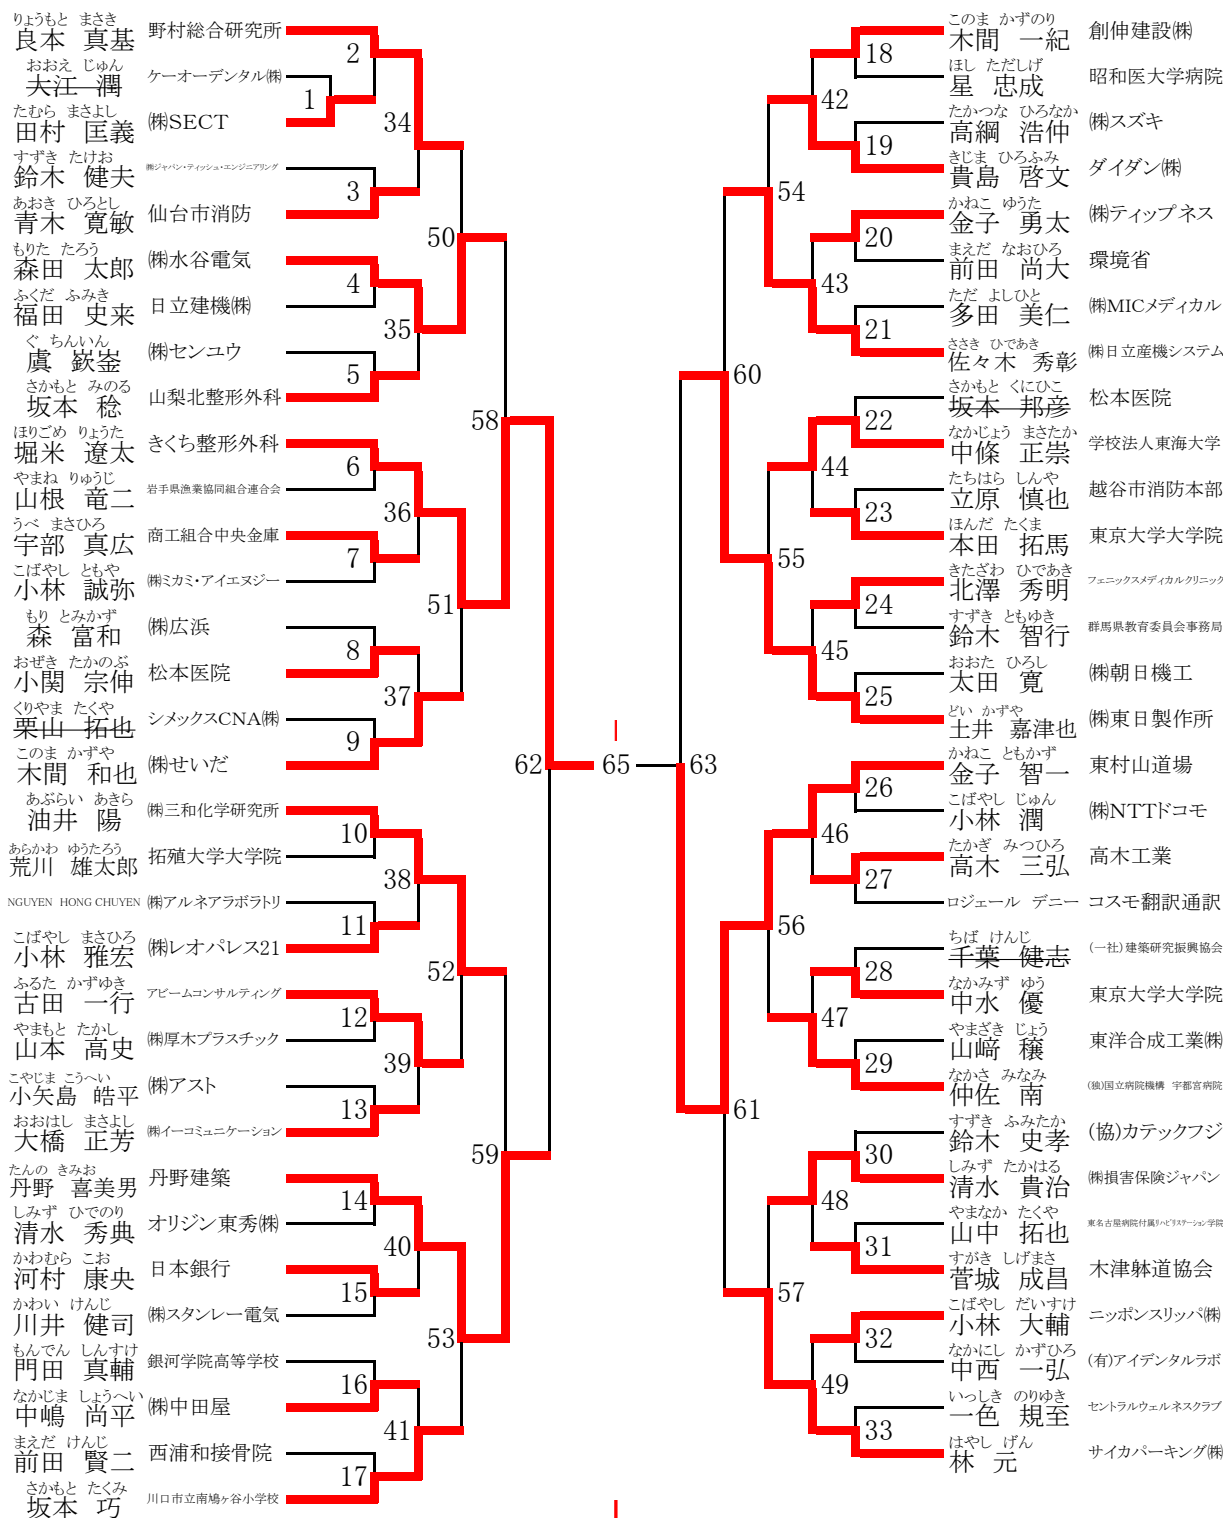 りょうもと まさき
良本 真基 野村総合研究所
おおえ じゅん
大江 潤 ケーオーデンタル㈱
たむら まさよし
田村 匡義 ㈱SECT
すずき たけお
鈴木 健夫 ㈱ジャパン・ティッシュ・エンジニアリング
あおき ひろとし
青木 寛敏 仙台市消防
もりた たろう
森田 太郎 ㈱水谷電気
ふくだ ふみき
福田 史来 日立建機㈱
ぐ ちんいん
虞 嶔崟 ㈱センユウ
さかもと みのる
坂本 稔 山梨北整形外科
ほりごめ りょうた
堀米 遼太 きくち整形外科
やまね りゅうじ
山根 竜二 岩手県漁業協同組合連合会
うべ まさひろ
宇部 真広 商工組合中央金庫
こばやし ともや
小林 誠弥 ㈱ミカミ・アイエヌジー
もり とみかず
森 富和 ㈱広浜
おぜき たかのぶ
小関 宗伸 松本医院
くりやま たくや
栗山 拓也 シメックスCNA㈱
このま かずや
木間 和也 ㈱せいだ
あぶらい あきら
油井 陽 ㈱三和化学研究所
あらかわ ゆうたろう
荒川 雄太郎 拓殖大学大学院
NGUYEN HONG CHUYEN ㈱アルネアラボラトリ
こばやし まさひろ
小林 雅宏 ㈱レオパレス21
ふるた かずゆき
古田 一行 アビームコンサルティング
やまもと たかし
山本 高史 ㈱厚木プラスチック
こやじま こうへい
小矢島 皓平 ㈱アスト
おおはし まさよし
大橋 正芳 ㈱イーコミュニケーション
たんの きみお
丹野 喜美男 丹野建築
しみず ひでのり
清水 秀典 オリジン東秀㈱
かわむら こお
河村 康央 日本銀行
かわい けんじ
川井 健司 ㈱スタンレー電気
もんでん しんすけ
門田 真輔 銀河学院高等学校
なかじま しょうへい
中嶋 尚平 ㈱中田屋
まえだ けんじ
前田 賢二 西浦和接骨院
さかもと たくみ
坂本 巧 川口市立南鳩ヶ谷小学校
1
2
3
4
5
6
7
8
9
10
11
12
13
14
15
16
17
34
35
36
37
38
39
40
41
50
51
52
53
58
59
62
65
63
60
61
54
55
56
57
42
43
44
45
46
47
48
49
18
19
20
21
22
23
24
25
26
27
28
29
30
31
32
33
このま かずのり
木間 一紀 創伸建設㈱
ほし ただしげ
星 忠成 昭和医大学病院
たかつな ひろなか
高綱 浩仲 ㈱スズキ
きじま ひろふみ
貴島 啓文 ダイダン㈱
かねこ ゆうた
金子 勇太 ㈱ティップネス
まえだ なおひろ
前田 尚大 環境省
ただ よしひと
多田 美仁 ㈱MICメディカル
ささき ひであき
佐々木 秀彰 ㈱日立産機システム
さかもと くにひこ
坂本 邦彦 松本医院
なかじょう まさたか
中條 正崇 学校法人東海大学
たちはら しんや
立原 慎也 越谷市消防本部
ほんだ たくま
本田 拓馬 東京大学大学院
きたざわ ひであき
北澤 秀明 フェニックスメディカルクリニック
すずき ともゆき
鈴木 智行 群馬県教育委員会事務局
おおた ひろし
太田 寛 ㈱朝日機工
どい かずや
土井 嘉津也 ㈱東日製作所
かねこ ともかず
金子 智一 東村山道場
こばやし じゅん
小林 潤 ㈱NTTドコモ
たかぎ みつひろ
高木 三弘 高木工業
ロジェール デニー コスモ翻訳通訳
ちば けんじ
千葉 健志 (一社)建築研究振興協会
なかみず ゆう
中水 優 東京大学大学院
やまざき じょう
山﨑 穣 東洋合成工業㈱
なかさ みなみ
仲佐 南 (独)国立病院機構 宇都宮病院
すずき ふみたか
鈴木 史孝 (協)カテックフジ
しみず たかはる
清水 貴治 ㈱損害保険ジャパン
やまなか たくや
山中 拓也 東名古屋病院付属リハビリステーション学院
すがき しげまさ
菅城 成昌 木津躰道協会
こばやし だいすけ
小林 大輔 ニッポンスリッパ㈱
なかにし かずひろ
中西 一弘 (有)アイデンタルラボ
いっしき のりゆき
一色 規至 セントラルウェルネスクラブ
はやし げん
林 元 サイカパーキング㈱